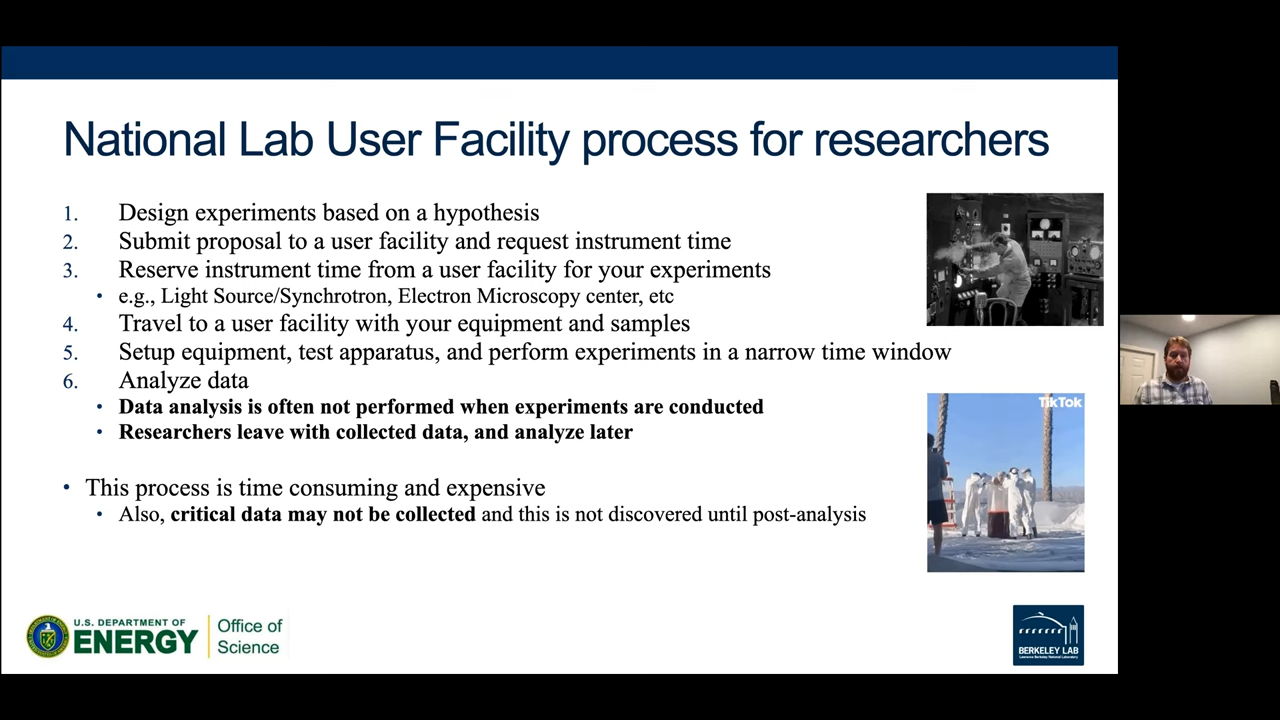 National Lab User Facility process for researchers
1. Design experiments based on a hypothesis
2. Submit proposal to a user facility and request instrument time
3. Reserve instrument time from a user facility for your experiments
• e.g., Light Source/Synchrotron, Electron Microscopy center, etc
4. Travel to a user facility with your equipment and samples
5. Setup equipment, test apparatus, and perform experiments in a narrow time window
6. Analyze data
• Data analysis is often not performed when experiments are conducted
• Researchers leave with collected data, and analyze later
• This process is time consuming and expensive
• Also, critical data may not be collected and this is not discovered until post-analysis
TikTok
U.S. DEPARTMENT OF
ENERGY
Office of
Science
BERKELEY LAB
Lawrence Berkeley National Laboratory